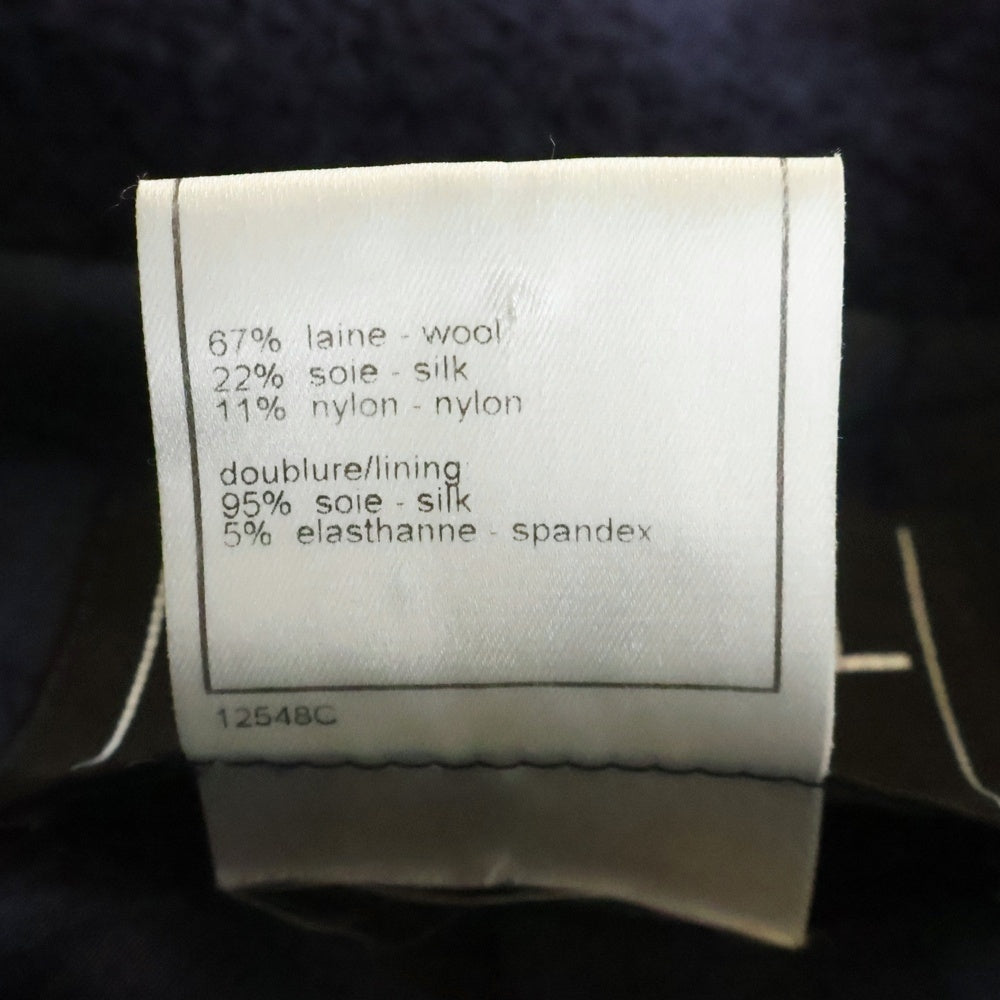 67% laine - wool
22% soie - silk
11% nylon - nylon
doublure/lining
95% soie - silk
5% elasthanne - spandex
12548C